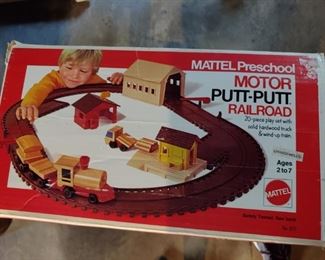 MATTEL Preschool
MOTOR
PUTT-PUTT
RAILROAD
20-piece play set with
solid hardwood truck
& wind-up train.
Ages
2 to 7
MATTEL